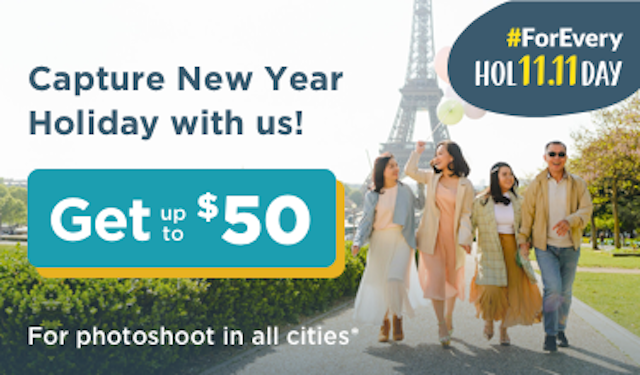 #ForEvery
HOL11.11DAY
Capture New Year
Holiday with us!
Get up to $50
For photoshoot in all cities*